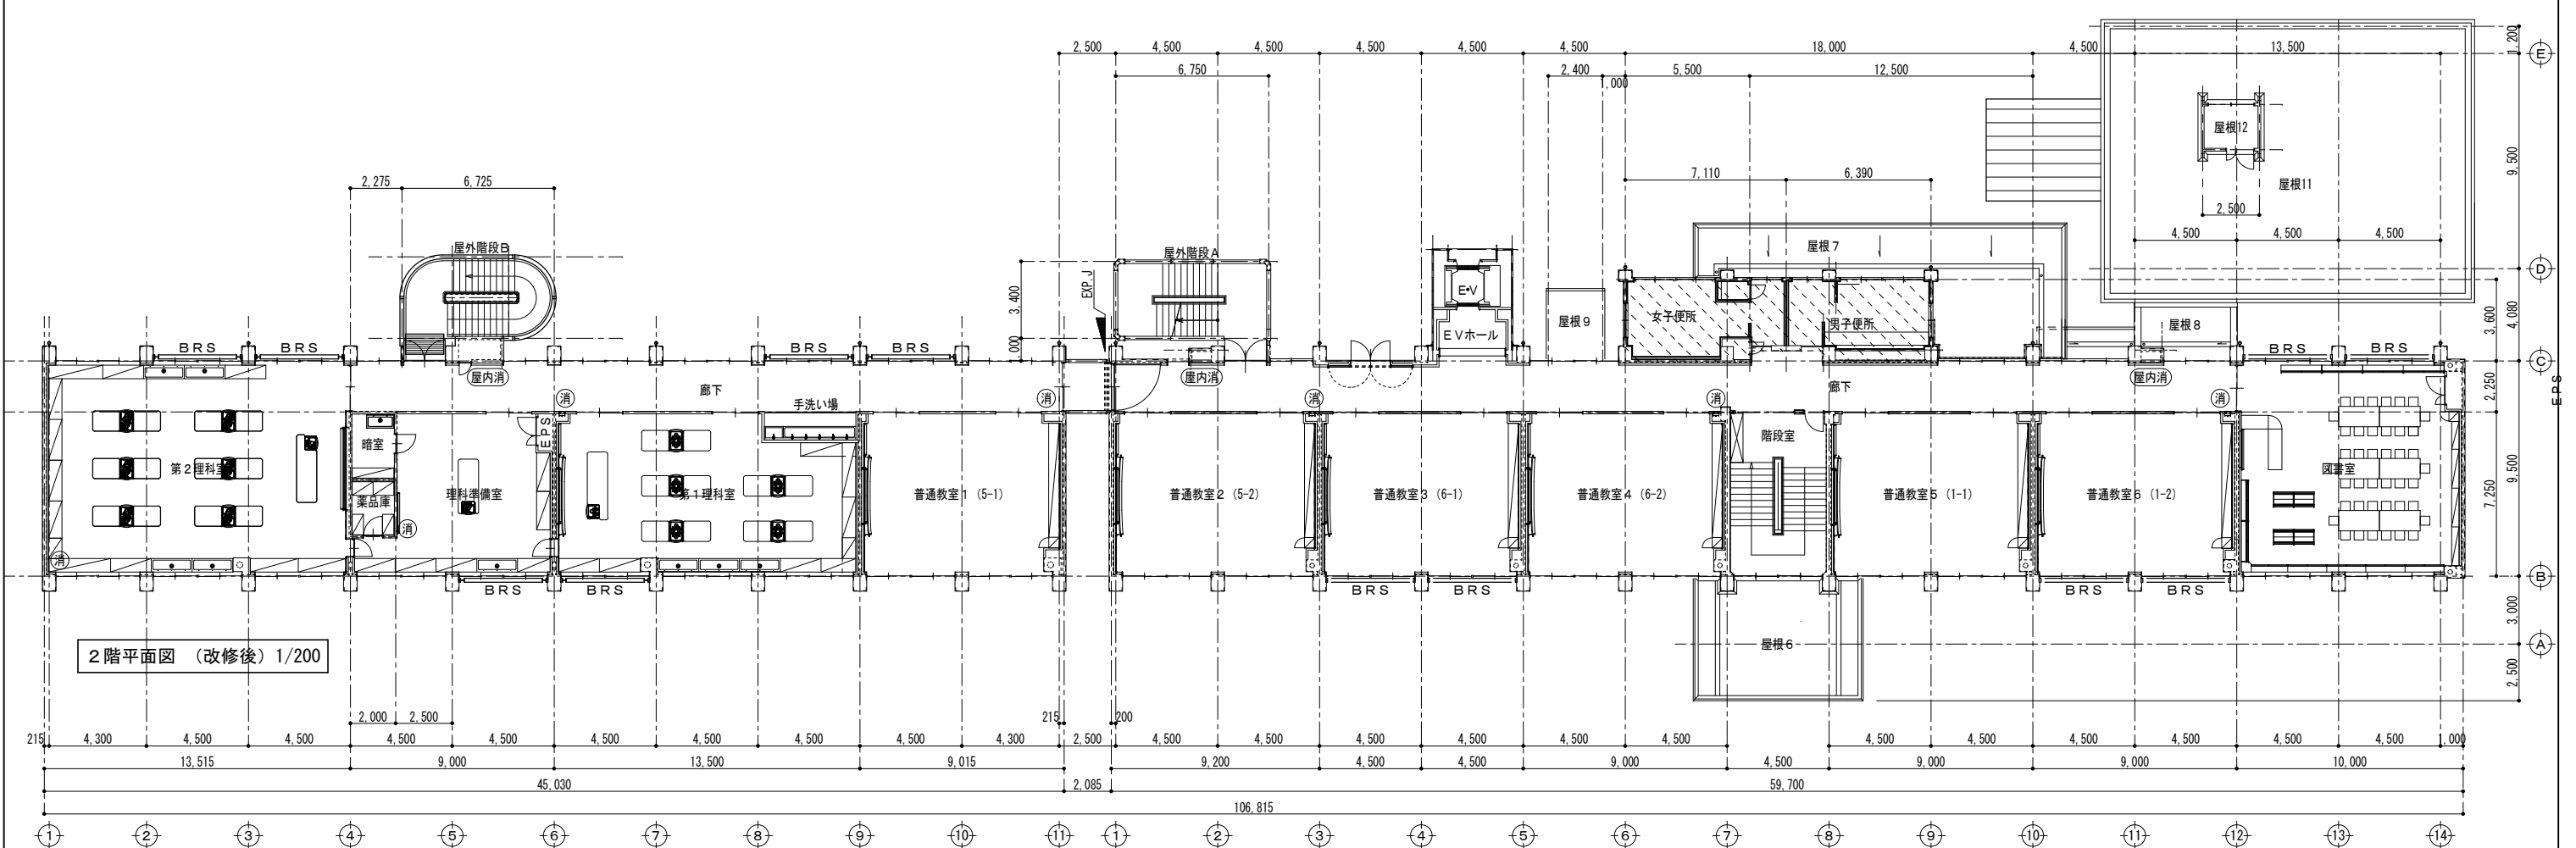 2,500 4,500 4,500 4,500 4,500 4,500 18,000 4,500 13,500 1,200 E
6,750 2,400 1,000 5,500 12,500
屋根12
9,500
2,275 6,725 7,110 6,390 屋根11
2,500
4,500 4,500 4,500
屋外階段B 屋外階段A 屋根7
D
EXP.J 3,400 E・V
屋根9 女子便所 男子便所 屋根8 3,600 4,080
EVホール
BRS BRS BRS BRS BRS BRS
C
屋内消 屋内消 屋内消
廊下 廊下 2,250 EPS
消 手洗い場 消 消 消 消
暗室 EPS 階段室
第2理科室 図書室
薬品庫 理科準備室 第1理科室 普通教室1 (5-1) 普通教室2 (5-2) 普通教室3 (6-1) 普通教室4 (6-2) 普通教室5 (1-1) 普通教室6 (1-2) 7,250 9,500
消 消
B
BRS BRS BRS BRS BRS BRS
3,000
屋根6 A
2階平面図 (改修後) 1/200
2,500
2,000 2,500 215 200
215 4,300 4,500 4,500 4,500 4,500 4,500 4,500 4,500 4,500 4,300 2,500 4,500 4,500 4,500 4,500 4,500 4,500 4,500 4,500 4,500 4,500 4,500 4,500 1,000
13,515 9,000 13,500 9,015 9,200 4,500 4,500 9,000 4,500 9,000 9,000 10,000
45,030 2,085 59,700
106,815
1 2 3 4 5 6 7 8 9 10 11 1 2 3 4 5 6 7 8 9 10 11 12 13 14